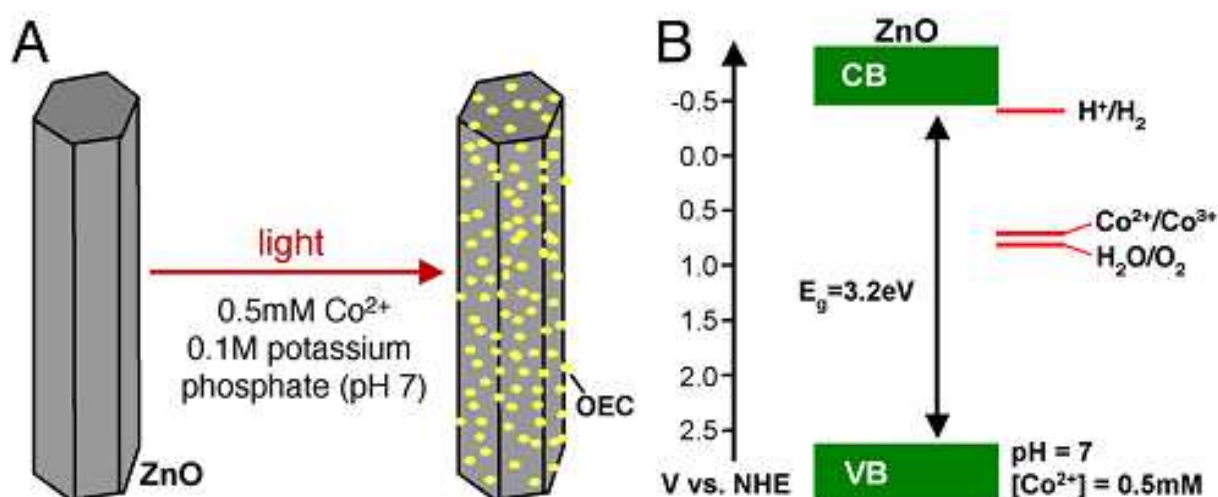 A
light
0.5mM Co²⁺
0.1M potassium
phosphate (pH 7)
ZnO
OEC
B
ZnO
CB
-0.5
0.0
0.5
1.0
1.5
2.0
2.5
V vs. NHE
H⁺/H₂
Co²⁺/Co³⁺
H₂O/O₂
E_g=3.2eV
VB
pH = 7
[Co²⁺] = 0.5mM